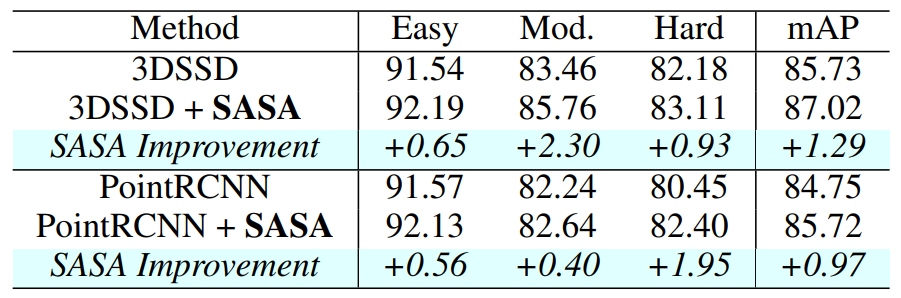 Method Easy Mod. Hard mAP
3DSSD 91.54 83.46 82.18 85.73
3DSSD + SASA 92.19 85.76 83.11 87.02
SASA Improvement +0.65 +2.30 +0.93 +1.29
PointRCNN 91.57 82.24 80.45 84.75
PointRCNN + SASA 92.13 82.64 82.40 85.72
SASA Improvement +0.56 +0.40 +1.95 +0.97